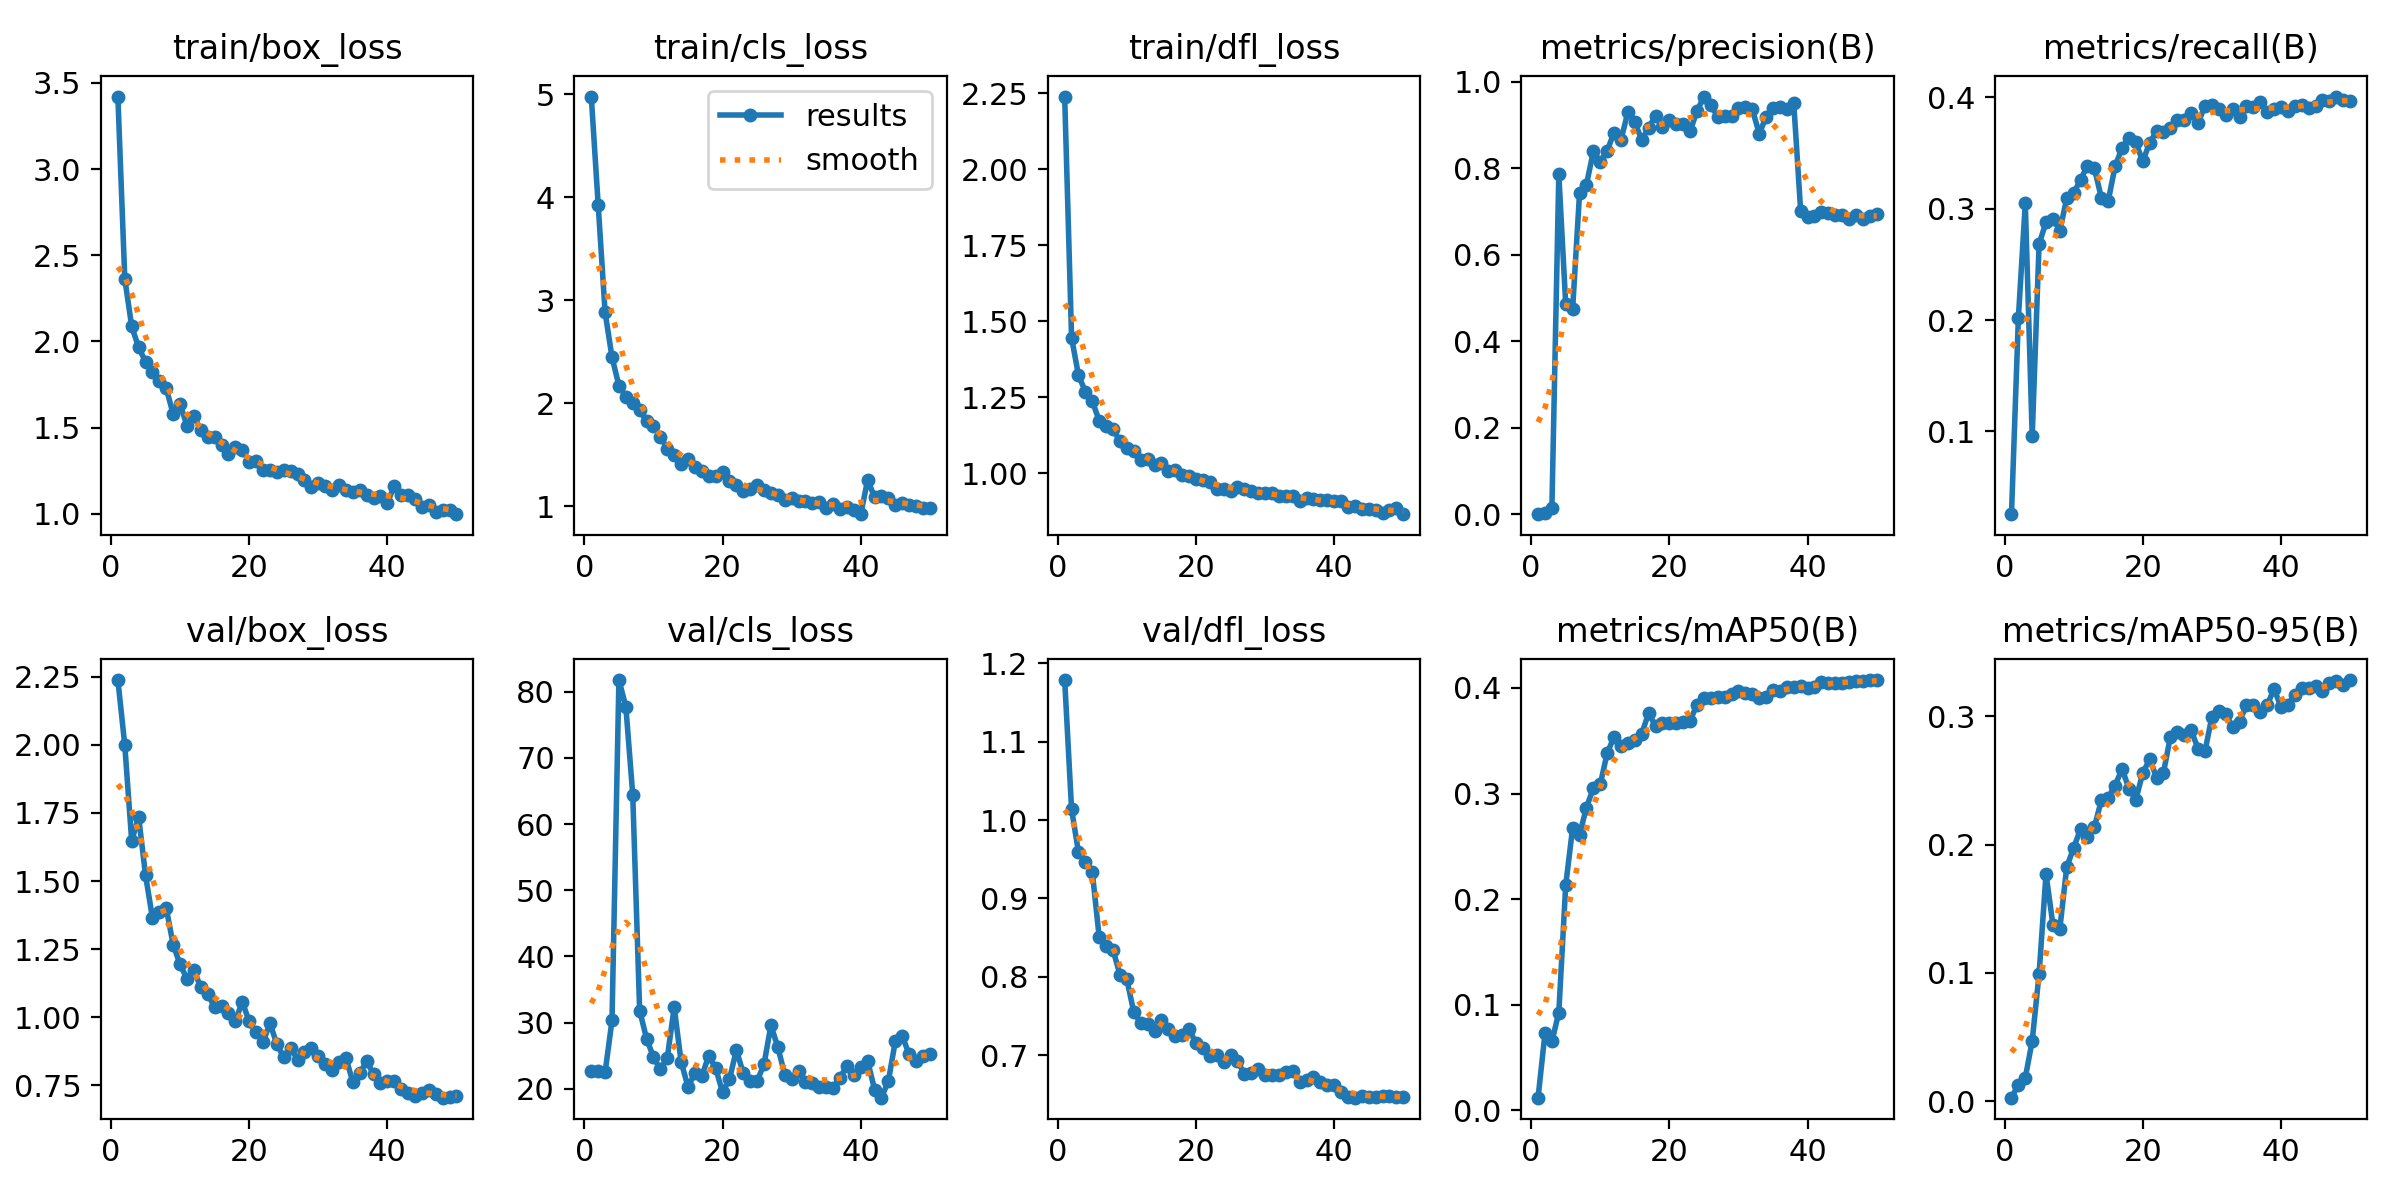 train/box_loss
3.5
3.0
2.5
2.0
1.5
1.0
0 20 40
train/cls_loss
results
smooth
5
4
3
2
1
0 20 40
train/dfl_loss
2.25
2.00
1.75
1.50
1.25
1.00
0 20 40
metrics/precision(B)
1.0
0.8
0.6
0.4
0.2
0.0
0 20 40
metrics/recall(B)
0.4
0.3
0.2
0.1
0 20 40
val/box_loss
2.25
2.00
1.75
1.50
1.25
1.00
0.75
0 20 40
val/cls_loss
80
70
60
50
40
30
20
0 20 40
val/dfl_loss
1.2
1.1
1.0
0.9
0.8
0.7
0 20 40
metrics/mAP50(B)
0.4
0.3
0.2
0.1
0.0
0 20 40
metrics/mAP50-95(B)
0.3
0.2
0.1
0.0
0 20 40